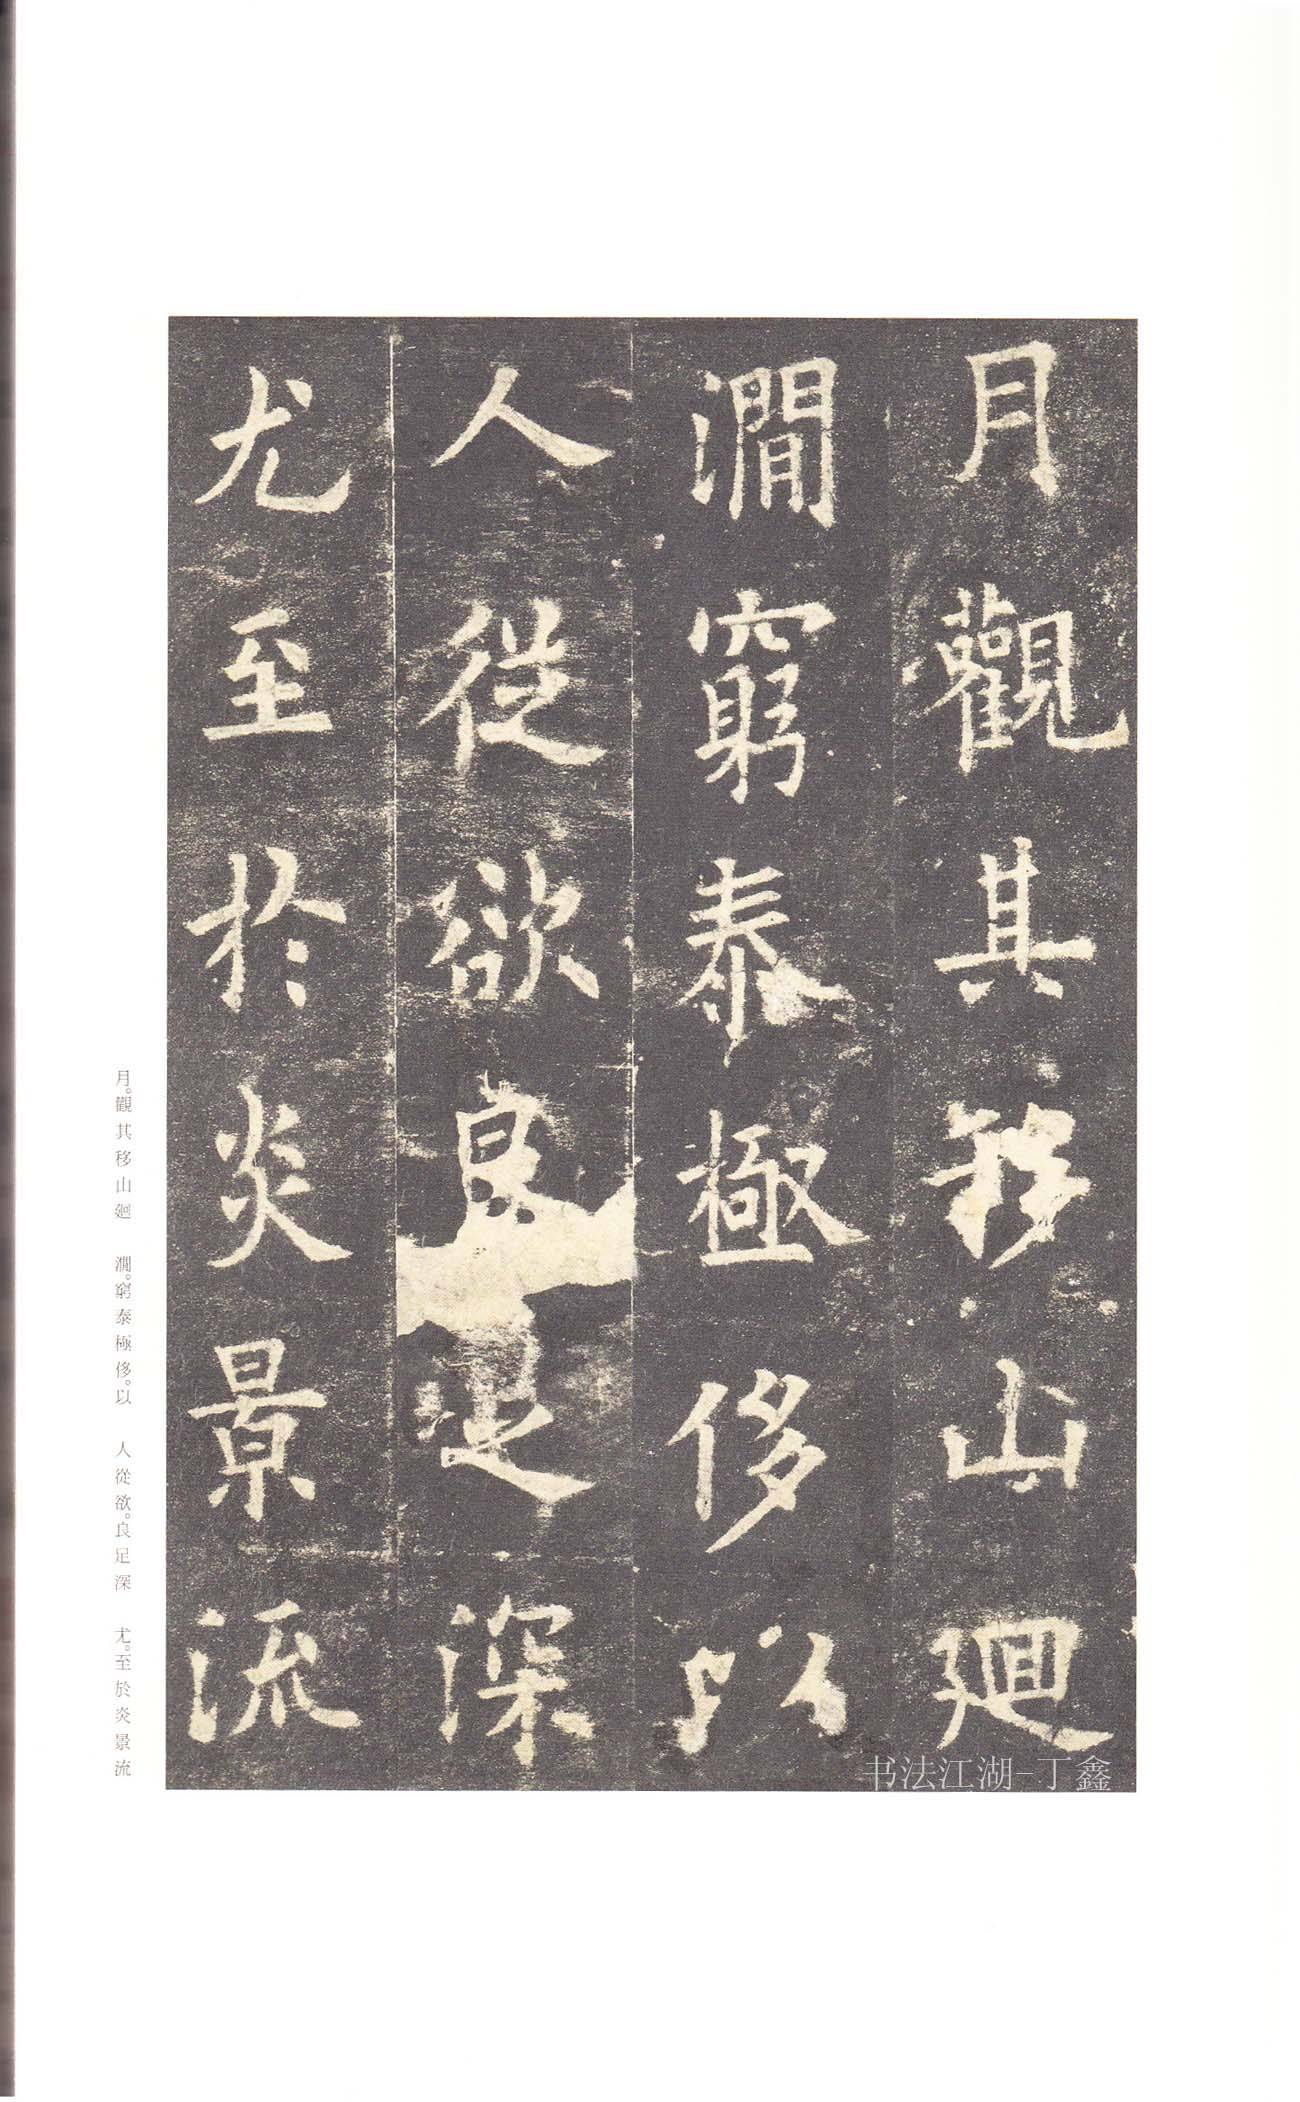 月觀其移山迴
澗窮泰極侈以
人從欲良足深
尤至於炎景流
月。觀其移山廻　澗。窮泰極侈。以　人從欲。良足深　尤。至於炎景流
书法江湖-丁鑫